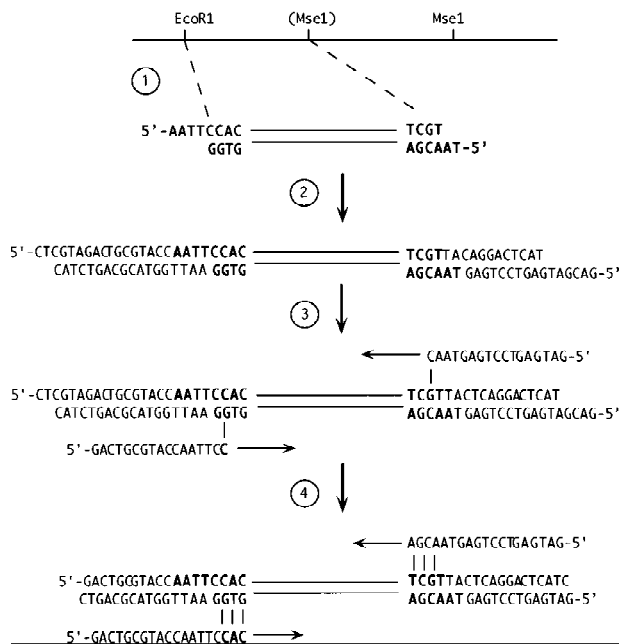 EcoR1 (Mse1) Mse1
1
5'-AATTCCAC TCGT
GGTG AGCAAT-5'
2
5'-CTCGTAGACTGCGTACCAATTCCAC TCGTTACAGGACTCAT
CATCTGACGCATGGTTAA GGTG AGCAAT GAGTCCTGAGTAGCAG-5'
3
CAATGAGTCCTGAGTAG-5'
5'-CTCGTAGACTGCGTACCAATTCCAC TCGTTACTCAGGACTCAT
CATCTGACGCATGGTTAA GGTG AGCAAT GAGTCCTGAGTAGCAG-5'
5'-GACTGCGTACCAATTCC
4
AGCAATGAGTCCTGAGTAG-5'
5'-GACTGCGTACCAATTCCAC TCGTTACTCAGGACTCATC
CTGACGCATGGTTAA GGTG AGCAAT GAGTCCTGAGTAG-5'
5'-GACTGCGTACCAATTCCAC